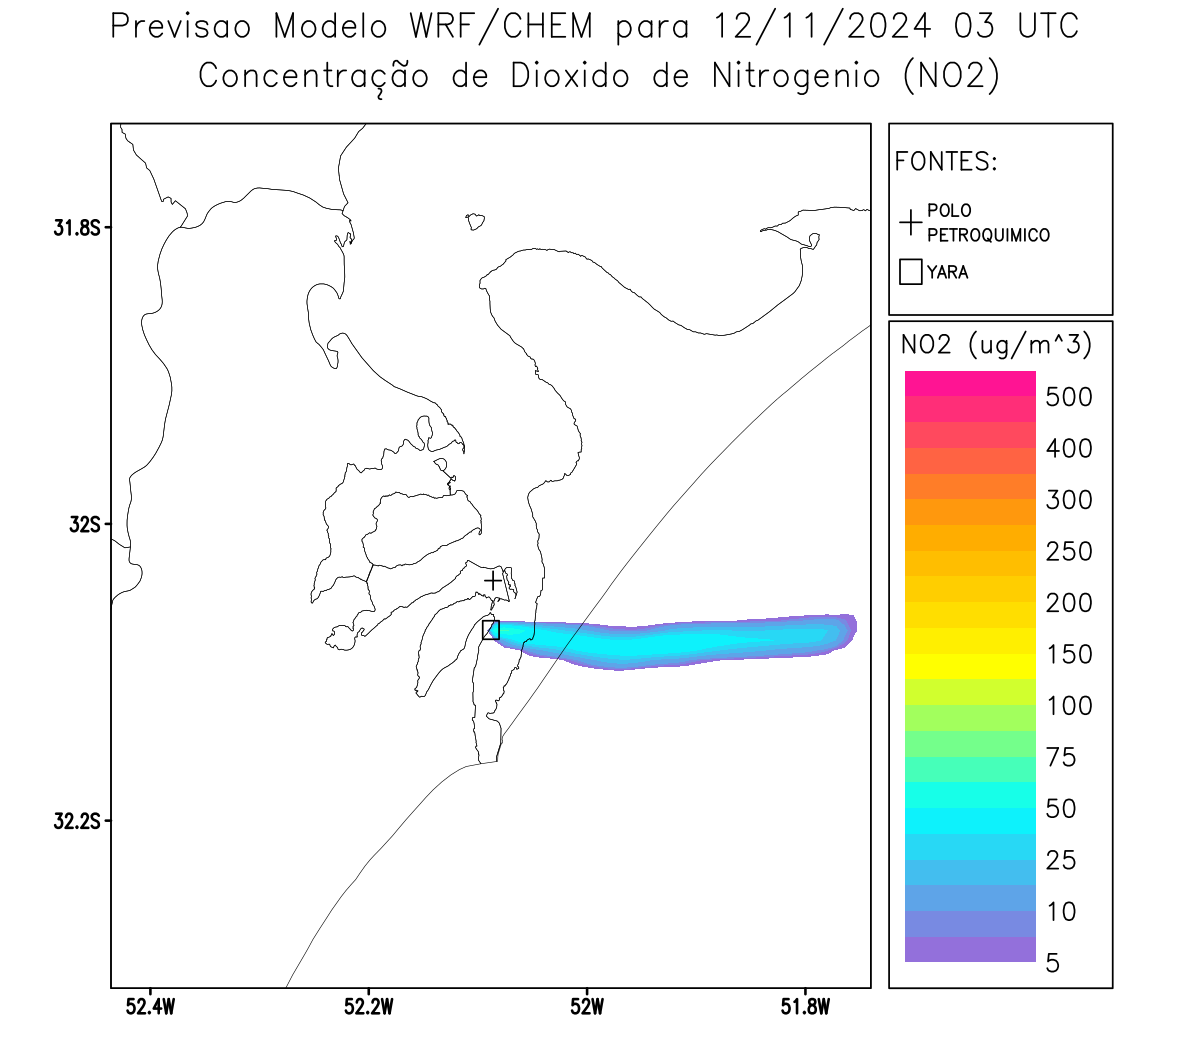 Previsao Modelo WRF/CHEM para 12/11/2024 03 UTC
Concentração de Dioxido de Nitrogenio (NO2)
FONTES:
POLO
PETROQUIMICO
YARA
NO2 (ug/m^3)
500
400
300
250
200
150
100
75
50
25
10
5
31.8S
32S
32.2S
52.4W
52.2W
52W
51.8W